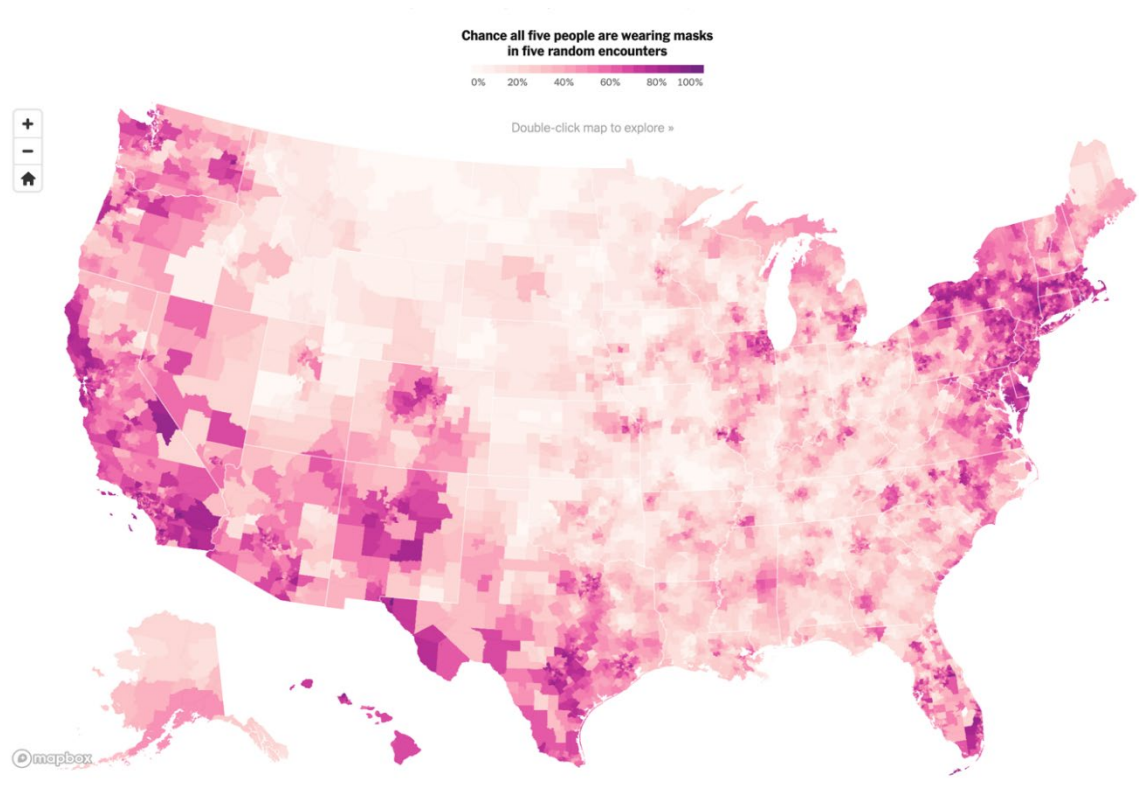 Chance all five people are wearing masks
in five random encounters
0% 20% 40% 60% 80% 100%
Double-click map to explore »
+
−
mapbox